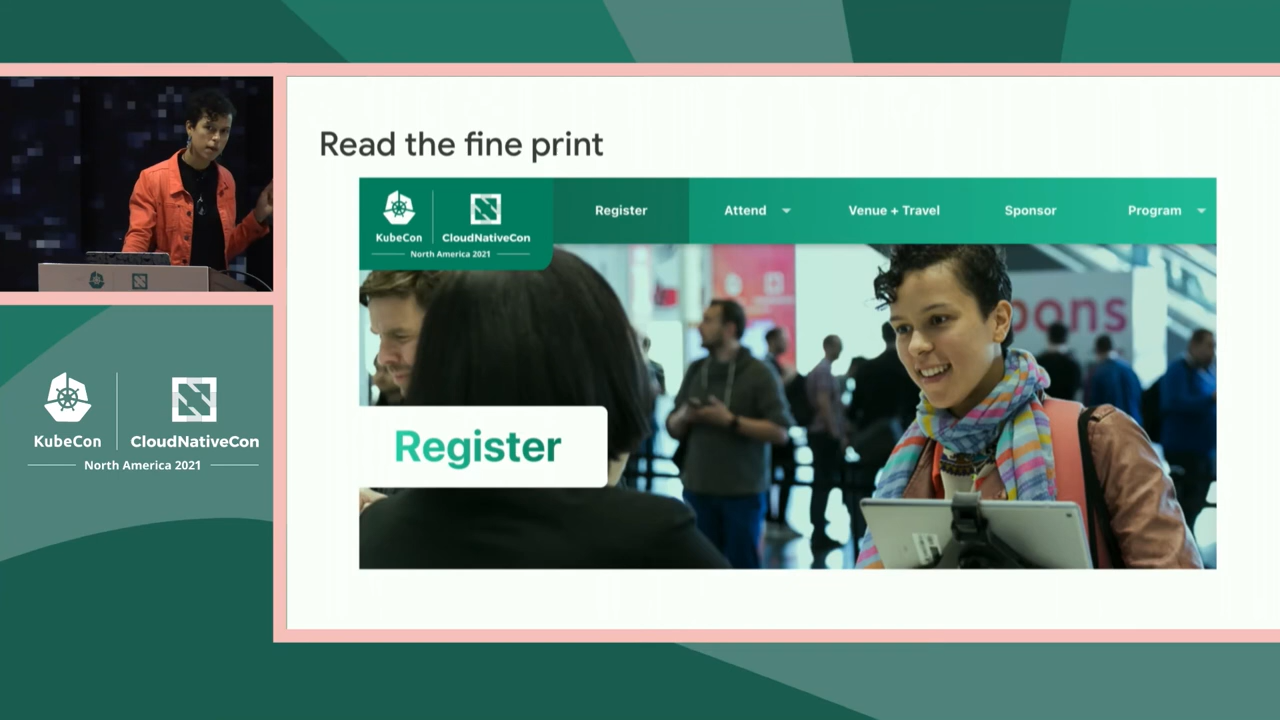 Read the fine print
KubeCon
CloudNativeCon
North America 2021
Register
Attend
Venue + Travel
Sponsor
Program
Register
KubeCon
CloudNativeCon
North America 2021